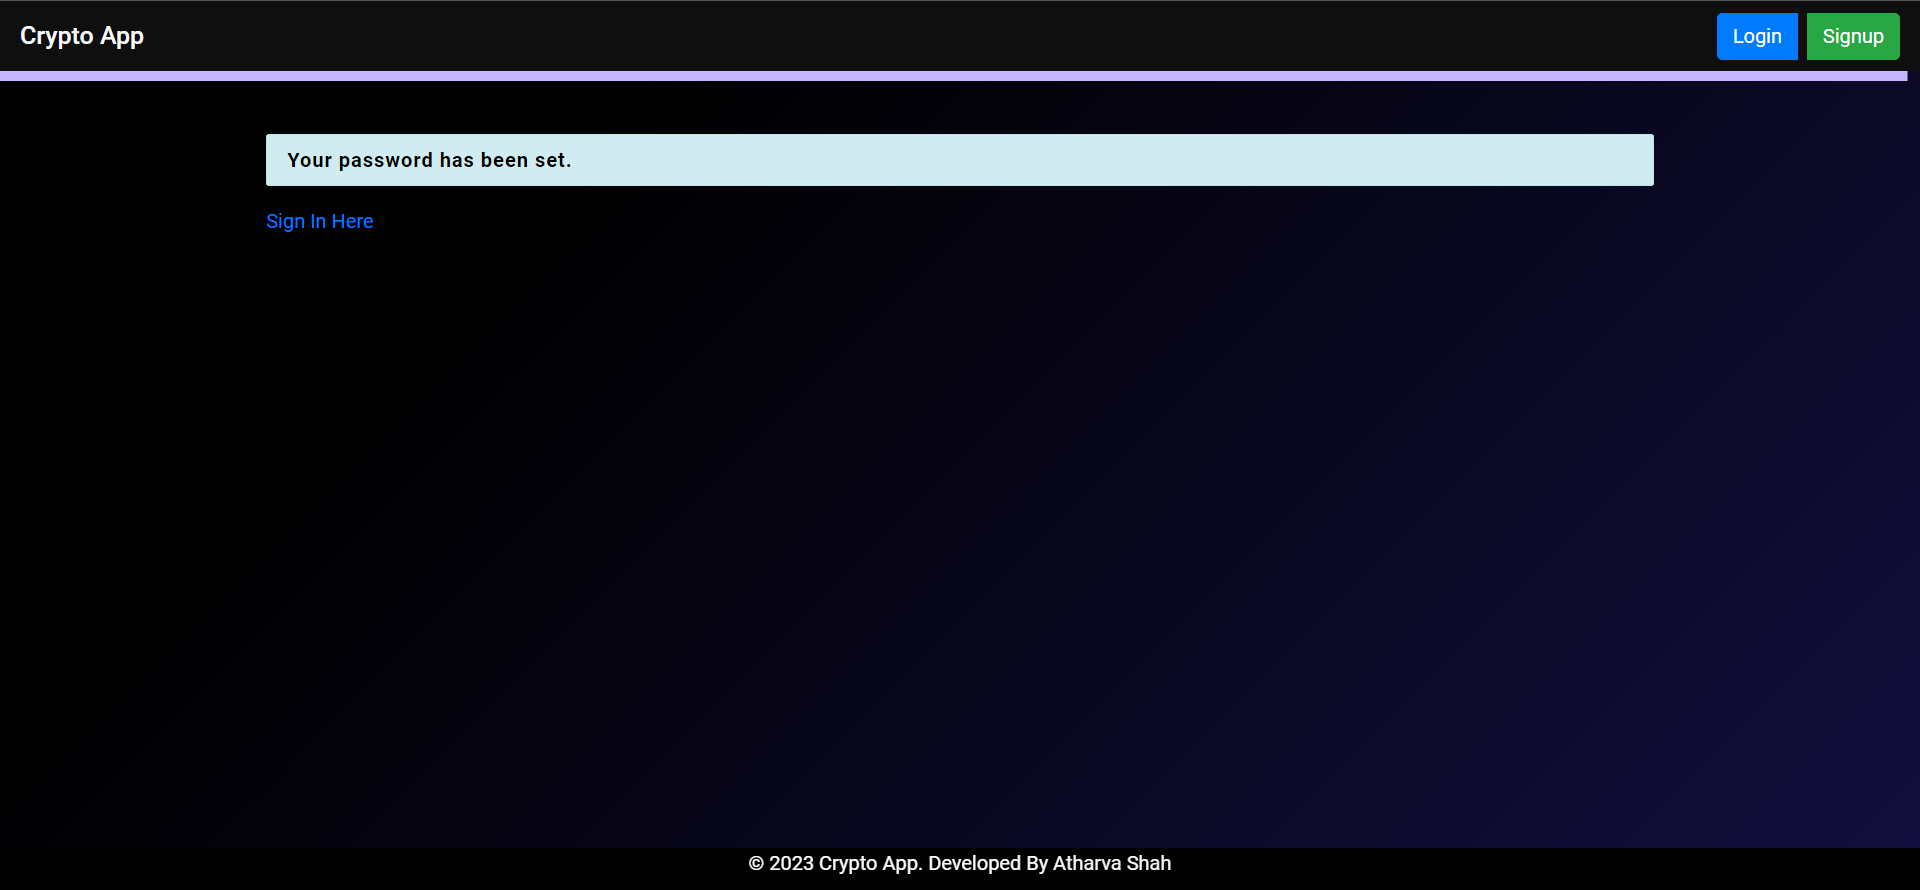 Crypto App
Login
Signup
Your password has been set.
Sign In Here
© 2023 Crypto App. Developed By Atharva Shah